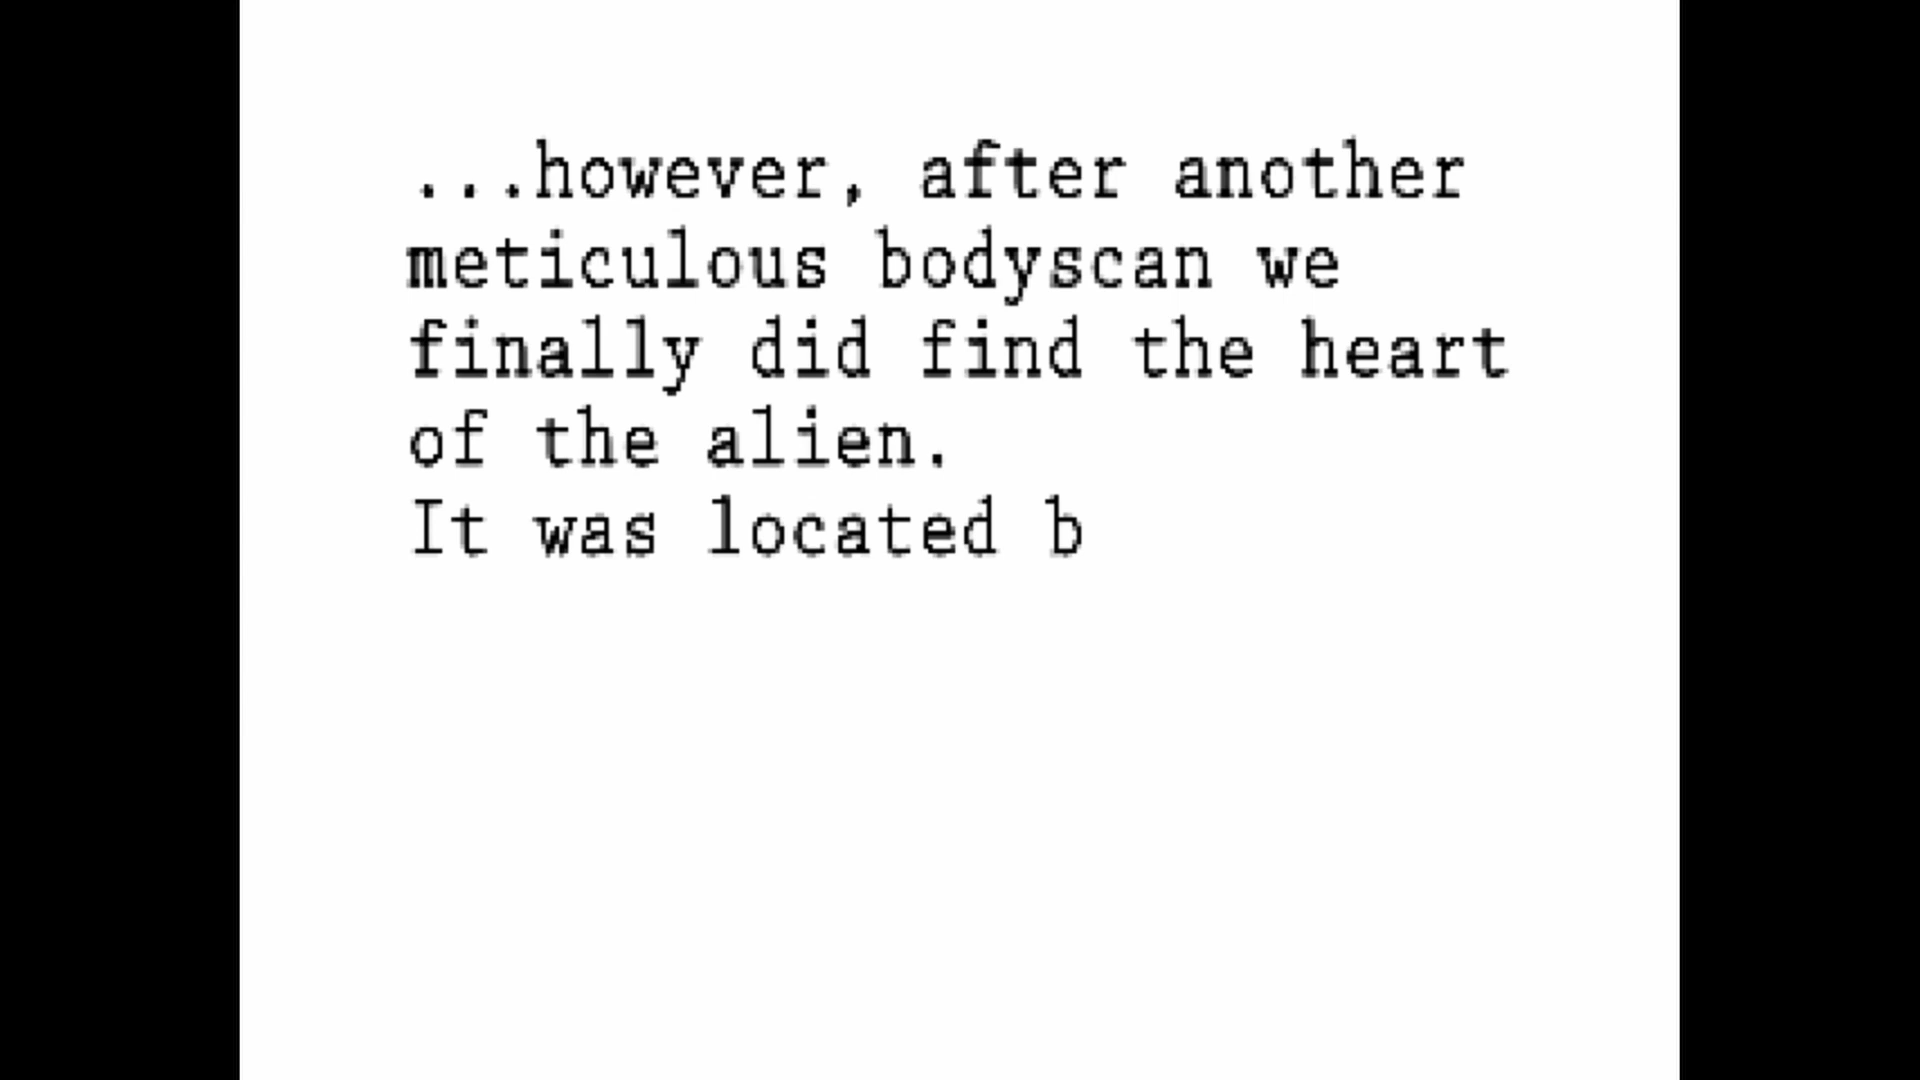 ...however, after another
meticulous bodyscan we
finally did find the heart
of the alien.
It was located b